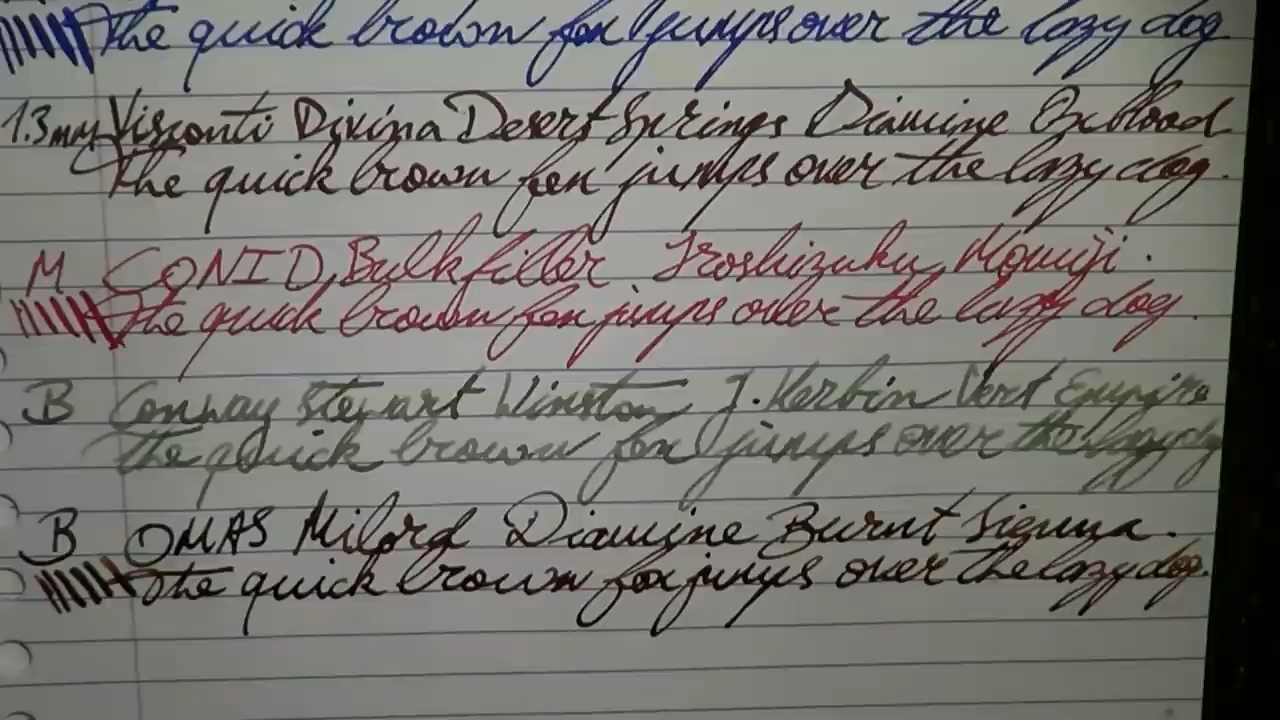 The quick brown fox jumps over the lazy dog
1.3mm Visconti Divina Desert Springs Diamine Oxblood
The quick brown fox jumps over the lazy dog.
M CONID Bulkfiller Iroshizuku Momiji.
The quick brown fox jumps over the lazy dog.
B Conway Stewart Winston J. Herbin Vert Empire
the quick brown fox jumps over the lazy dog
B OMAS Milord Diamine Burnt Sienna.
The quick brown fox jumps over the lazy dog.